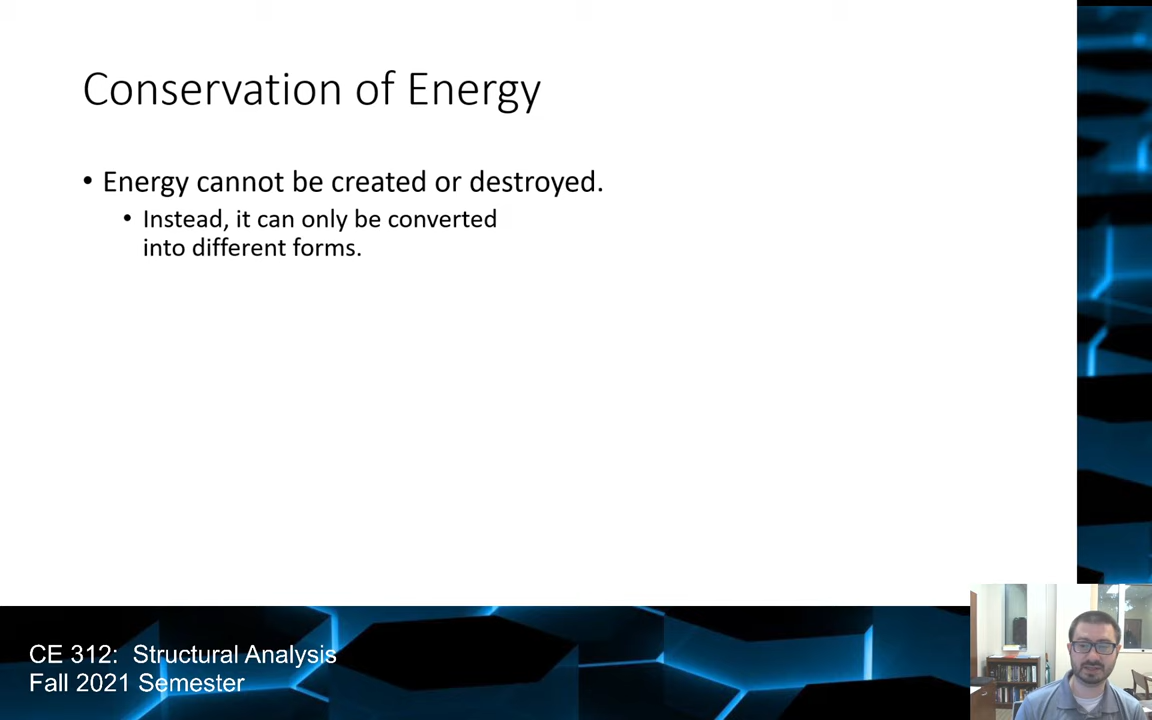 Conservation of Energy
• Energy cannot be created or destroyed.
• Instead, it can only be converted
into different forms.
CE 312: Structural Analysis
Fall 2021 Semester